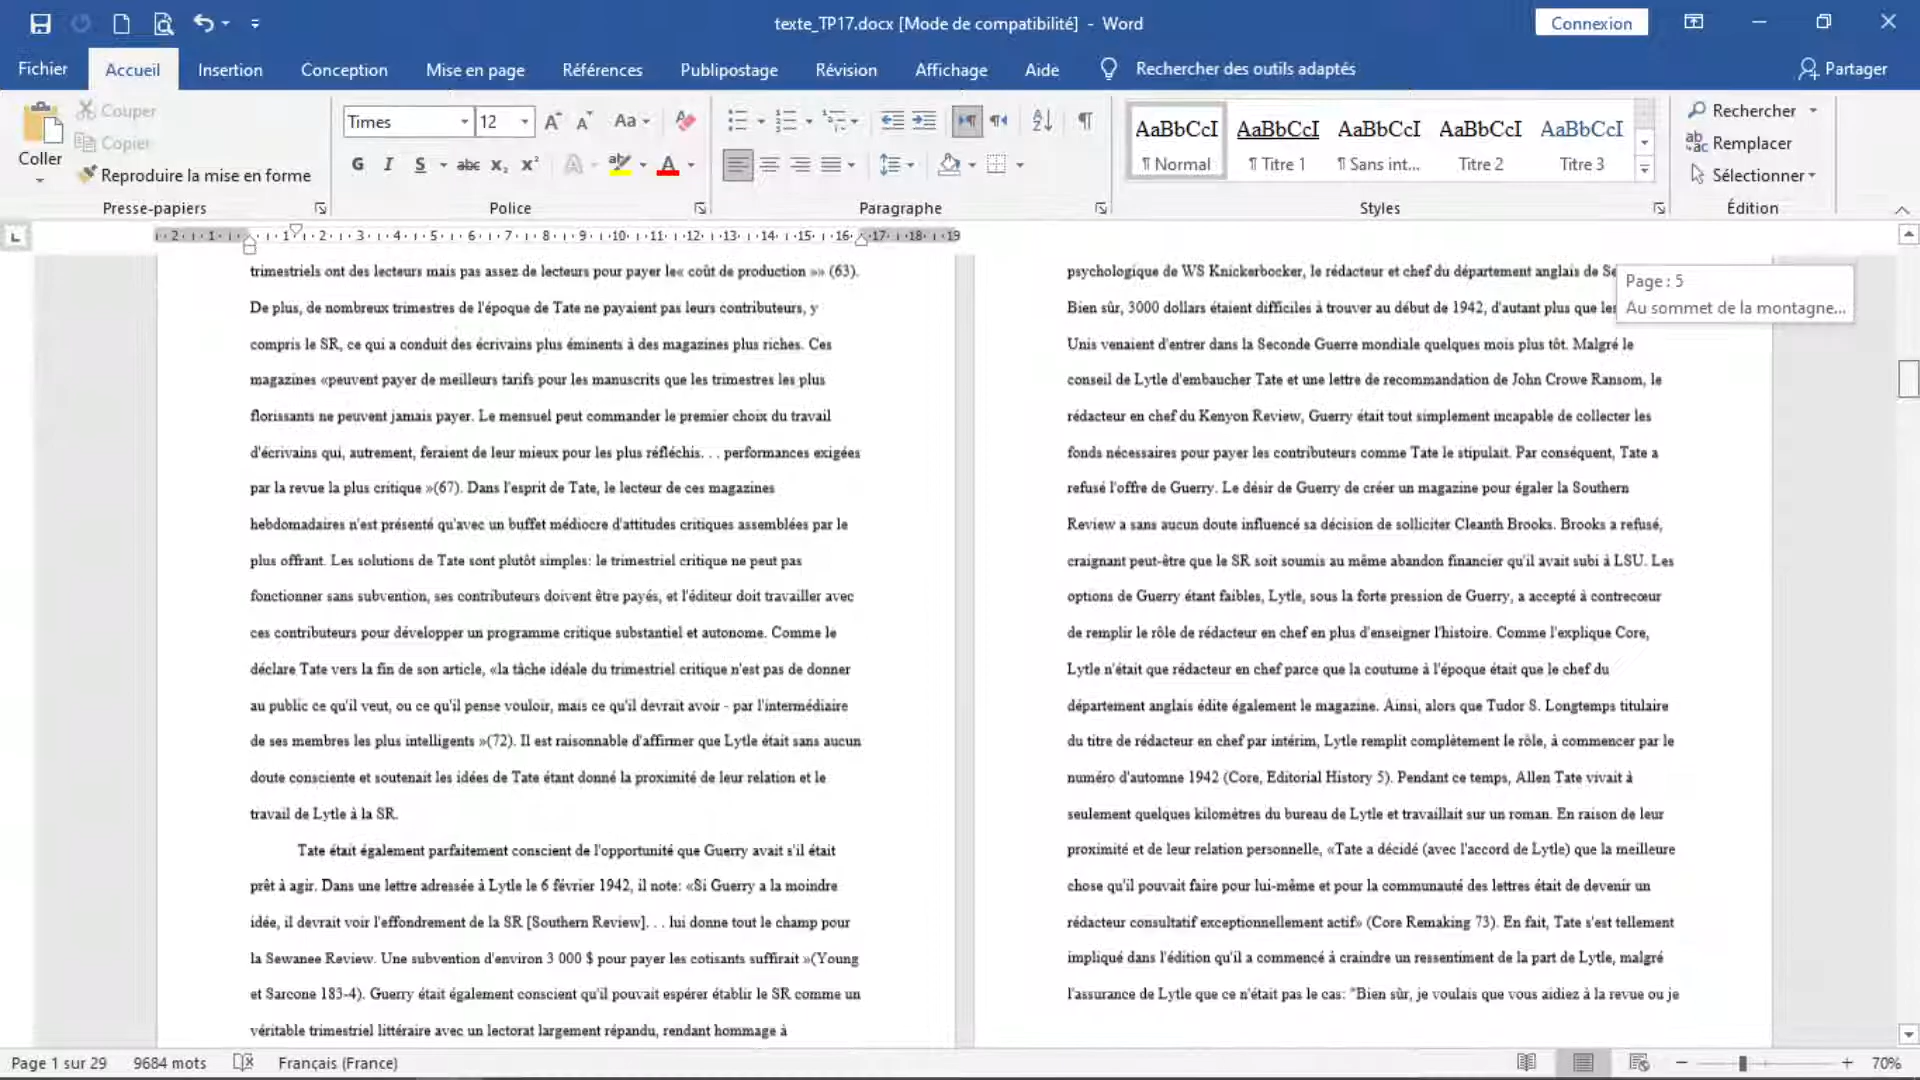 texte_TP17.docx [Mode de compatibilité] - Word
Connexion
Fichier
Accueil
Insertion
Conception
Mise en page
Références
Publipostage
Révision
Affichage
Aide
Rechercher des outils adaptés
Partager
Coller
Couper
Copier
Reproduire la mise en forme
Presse-papiers
Times
12
Aa
G I S abc x₂ x²
Police
Paragraphe
AaBbCcI
¶ Normal
AaBbCcI
¶ Titre 1
AaBbCcI
¶ Sans int...
AaBbCcI
Titre 2
AaBbCcI
Titre 3
Styles
Rechercher
Remplacer
Sélectionner
Édition
2 1 1 2 3 4 5 6 7 8 9 10 11 12 13 14 15 16 17 18 19
trimestriels ont des lecteurs mais pas assez de lecteurs pour payer le« coût de production »» (63).
De plus, de nombreux trimestres de l'époque de Tate ne payaient pas leurs contributeurs, y
compris le SR, ce qui a conduit des écrivains plus éminents à des magazines plus riches. Ces
magazines «peuvent payer de meilleurs tarifs pour les manuscrits que les trimestres les plus
florissants ne peuvent jamais payer. Le mensuel peut commander le premier choix du travail
d'écrivains qui, autrement, feraient de leur mieux pour les plus réfléchis. . . performances exigées
par la revue la plus critique »(67). Dans l'esprit de Tate, le lecteur de ces magazines
hebdomadaires n'est présenté qu'avec un buffet médiocre d'attitudes critiques assemblées par le
plus offrant. Les solutions de Tate sont plutôt simples: le trimestriel critique ne peut pas
fonctionner sans subvention, ses contributeurs doivent être payés, et l'éditeur doit travailler avec
ces contributeurs pour développer un programme critique substantiel et autonome. Comme le
déclare Tate vers la fin de son article, «la tâche idéale du trimestriel critique n'est pas de donner
au public ce qu'il veut, ou ce qu'il pense vouloir, mais ce qu'il devrait avoir - par l'intermédiaire
de ses membres les plus intelligents »(72). Il est raisonnable d'affirmer que Lytle était sans aucun
doute consciente et soutenait les idées de Tate étant donné la proximité de leur relation et le
travail de Lytle à la SR.
Tate était également parfaitement conscient de l'opportunité que Guerry avait s'il était
prêt à agir. Dans une lettre adressée à Lytle le 6 février 1942, il note: «Si Guerry a la moindre
idée, il devrait voir l'effondrement de la SR [Southern Review]. . . lui donne tout le champ pour
la Sewanee Review. Une subvention d'environ 3 000 $ pour payer les cotisants suffirait »(Young
et Sarcone 183-4). Guerry était également conscient qu'il pouvait espérer établir le SR comme un
véritable trimestriel littéraire avec un lectorat largement répandu, rendant hommage à
psychologique de WS Knickerbocker, le rédacteur et chef du département anglais de Se
Bien sûr, 3000 dollars étaient difficiles à trouver au début de 1942, d'autant plus que les
Unis venaient d'entrer dans la Seconde Guerre mondiale quelques mois plus tôt. Malgré le
conseil de Lytle d'embaucher Tate et une lettre de recommandation de John Crowe Ransom, le
rédacteur en chef du Kenyon Review, Guerry était tout simplement incapable de collecter les
fonds nécessaires pour payer les contributeurs comme Tate le stipulait. Par conséquent, Tate a
refusé l'offre de Guerry. Le désir de Guerry de créer un magazine pour égaler la Southern
Review a sans aucun doute influencé sa décision de solliciter Cleanth Brooks. Brooks a refusé,
craignant peut-être que le SR soit soumis au même abandon financier qu'il avait subi à LSU. Les
options de Guerry étant faibles, Lytle, sous la forte pression de Guerry, a accepté à contrecœur
de remplir le rôle de rédacteur en chef en plus d'enseigner l'histoire. Comme l'explique Core,
Lytle n'était que rédacteur en chef parce que la coutume à l'époque était que le chef du
département anglais édite également le magazine. Ainsi, alors que Tudor S. Longtemps titulaire
du titre de rédacteur en chef par intérim, Lytle remplit complètement le rôle, à commencer par le
numéro d'automne 1942 (Core, Editorial History 5). Pendant ce temps, Allen Tate vivait à
seulement quelques kilomètres du bureau de Lytle et travaillait sur un roman. En raison de leur
proximité et de leur relation personnelle, «Tate a décidé (avec l'accord de Lytle) que la meilleure
chose qu'il pouvait faire pour lui-même et pour la communauté des lettres était de devenir un
rédacteur consultatif exceptionnellement actif» (Core Remaking 73). En fait, Tate s'est tellement
impliqué dans l'édition qu'il a commencé à craindre un ressentiment de la part de Lytle, malgré
l'assurance de Lytle que ce n'était pas le cas: "Bien sûr, je voulais que vous aidiez à la revue ou je
Page : 5
Au sommet de la montagne...
Page 1 sur 29
9684 mots
Français (France)
70%